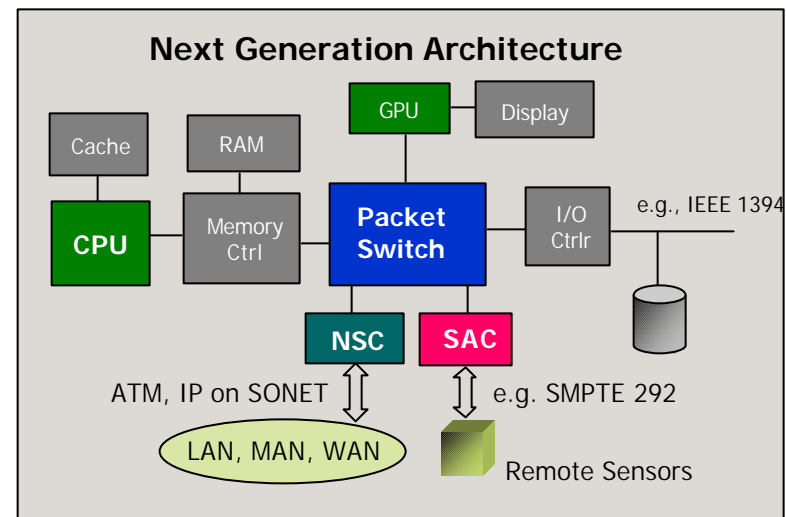 Next Generation Architecture
GPU
Display
Cache
RAM
CPU
Memory
Ctrl
Packet
Switch
I/O
Ctrlr
e.g., IEEE 1394
NSC
SAC
ATM, IP on SONET
e.g. SMPTE 292
LAN, MAN, WAN
Remote Sensors